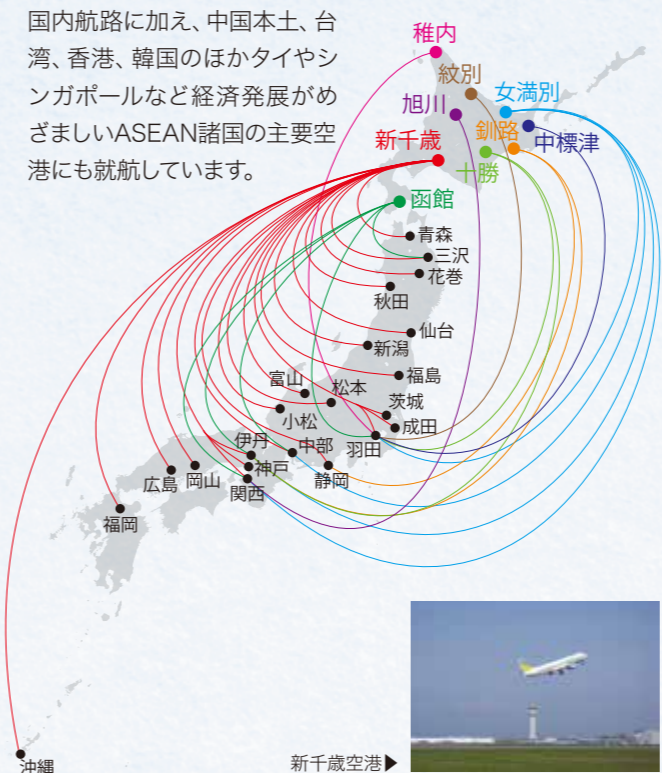 国内航路に加え、中国本土、台
湾、香港、韓国のほかタイやシ
ンガポールなど経済発展がめ
ざましいASEAN諸国の主要空
港にも就航しています。
稚内
紋別
女満別
旭川
釧路
中標津
新千歳
十勝
函館
青森
三沢
花巻
秋田
仙台
新潟
福島
富山
松本
茨城
小松
成田
伊丹
中部
羽田
神戸
静岡
広島
岡山
関西
福岡
沖縄
新千歳空港▶